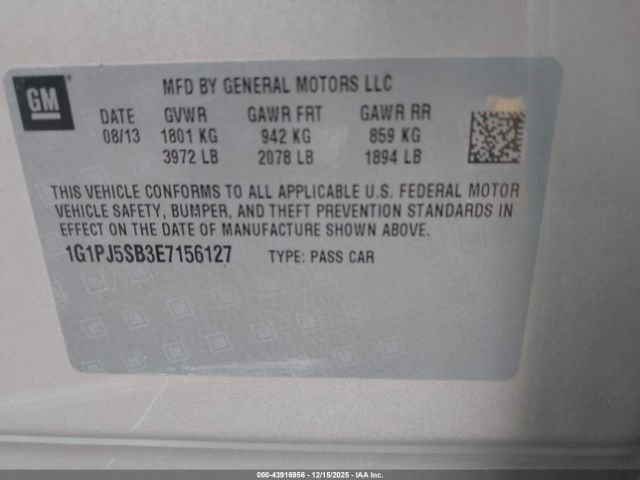 GM
MFD BY GENERAL MOTORS LLC
DATE GVWR GAWR FRT GAWR RR
08/13 1801 KG 942 KG 859 KG
3972 LB 2078 LB 1894 LB
THIS VEHICLE CONFORMS TO ALL APPLICABLE U.S. FEDERAL MOTOR
VEHICLE SAFETY, BUMPER, AND THEFT PREVENTION STANDARDS IN
EFFECT ON THE DATE OF MANUFACTURE SHOWN ABOVE.
1G1PJ5SB3E7156127 TYPE: PASS CAR
000-43916956 - 12/15/2025 - IAA Inc.